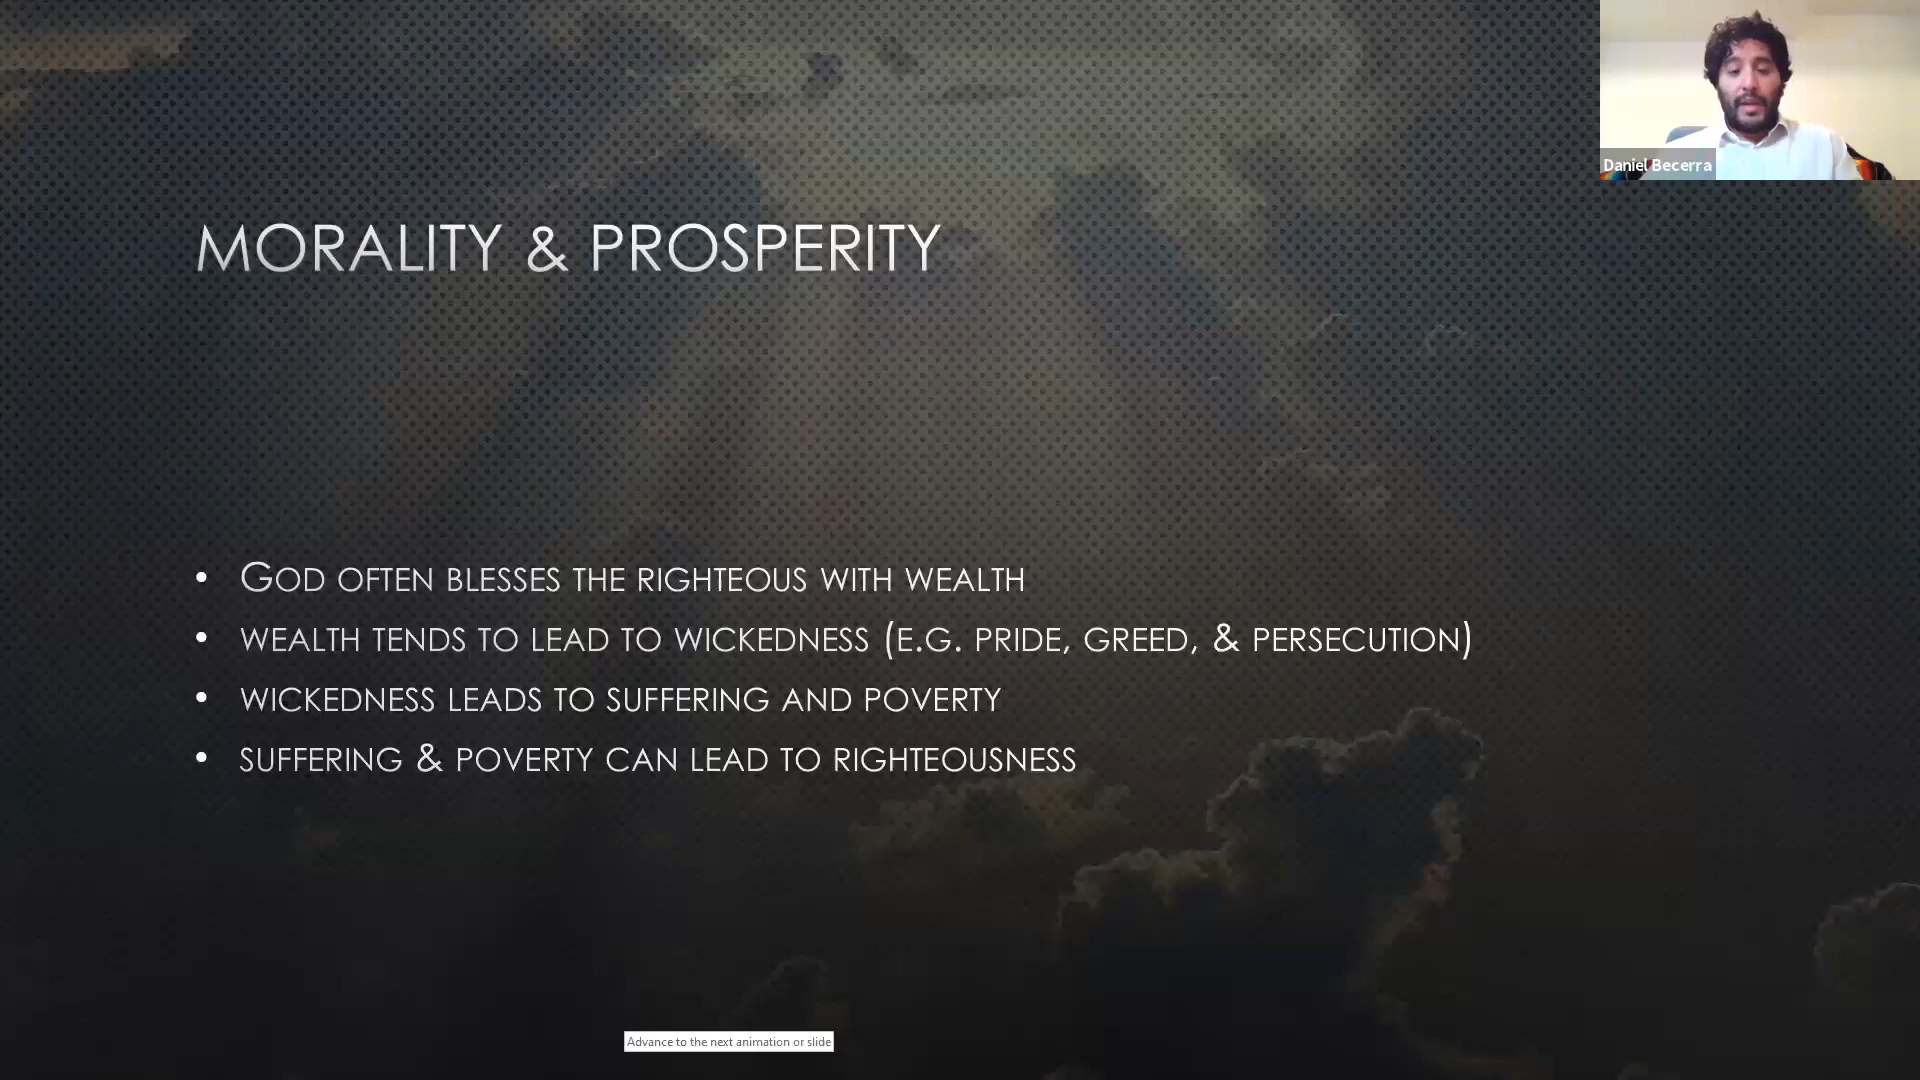 Daniel Becerra
MORALITY & PROSPERITY
• GOD OFTEN BLESSES THE RIGHTEOUS WITH WEALTH
• WEALTH TENDS TO LEAD TO WICKEDNESS (E.G. PRIDE, GREED, & PERSECUTION)
• WICKEDNESS LEADS TO SUFFERING AND POVERTY
• SUFFERING & POVERTY CAN LEAD TO RIGHTEOUSNESS
Advance to the next animation or slide